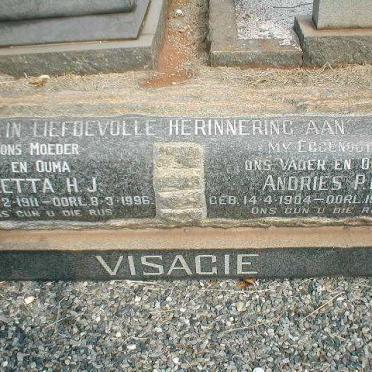 IN LIEFDEVOLLE HERINNERING AAN
ONS MOEDER
EN OUMA
ETTA H.J.
2-1911 - OORL. 8-3-1996
ONS GUN U DIE RUS
MY EGGENOOT
ONS VADER EN O
ANDRIES P.
GEB. 14-4-1904 - OORL. 19
ONS GUN U DIE R
VISAGIE